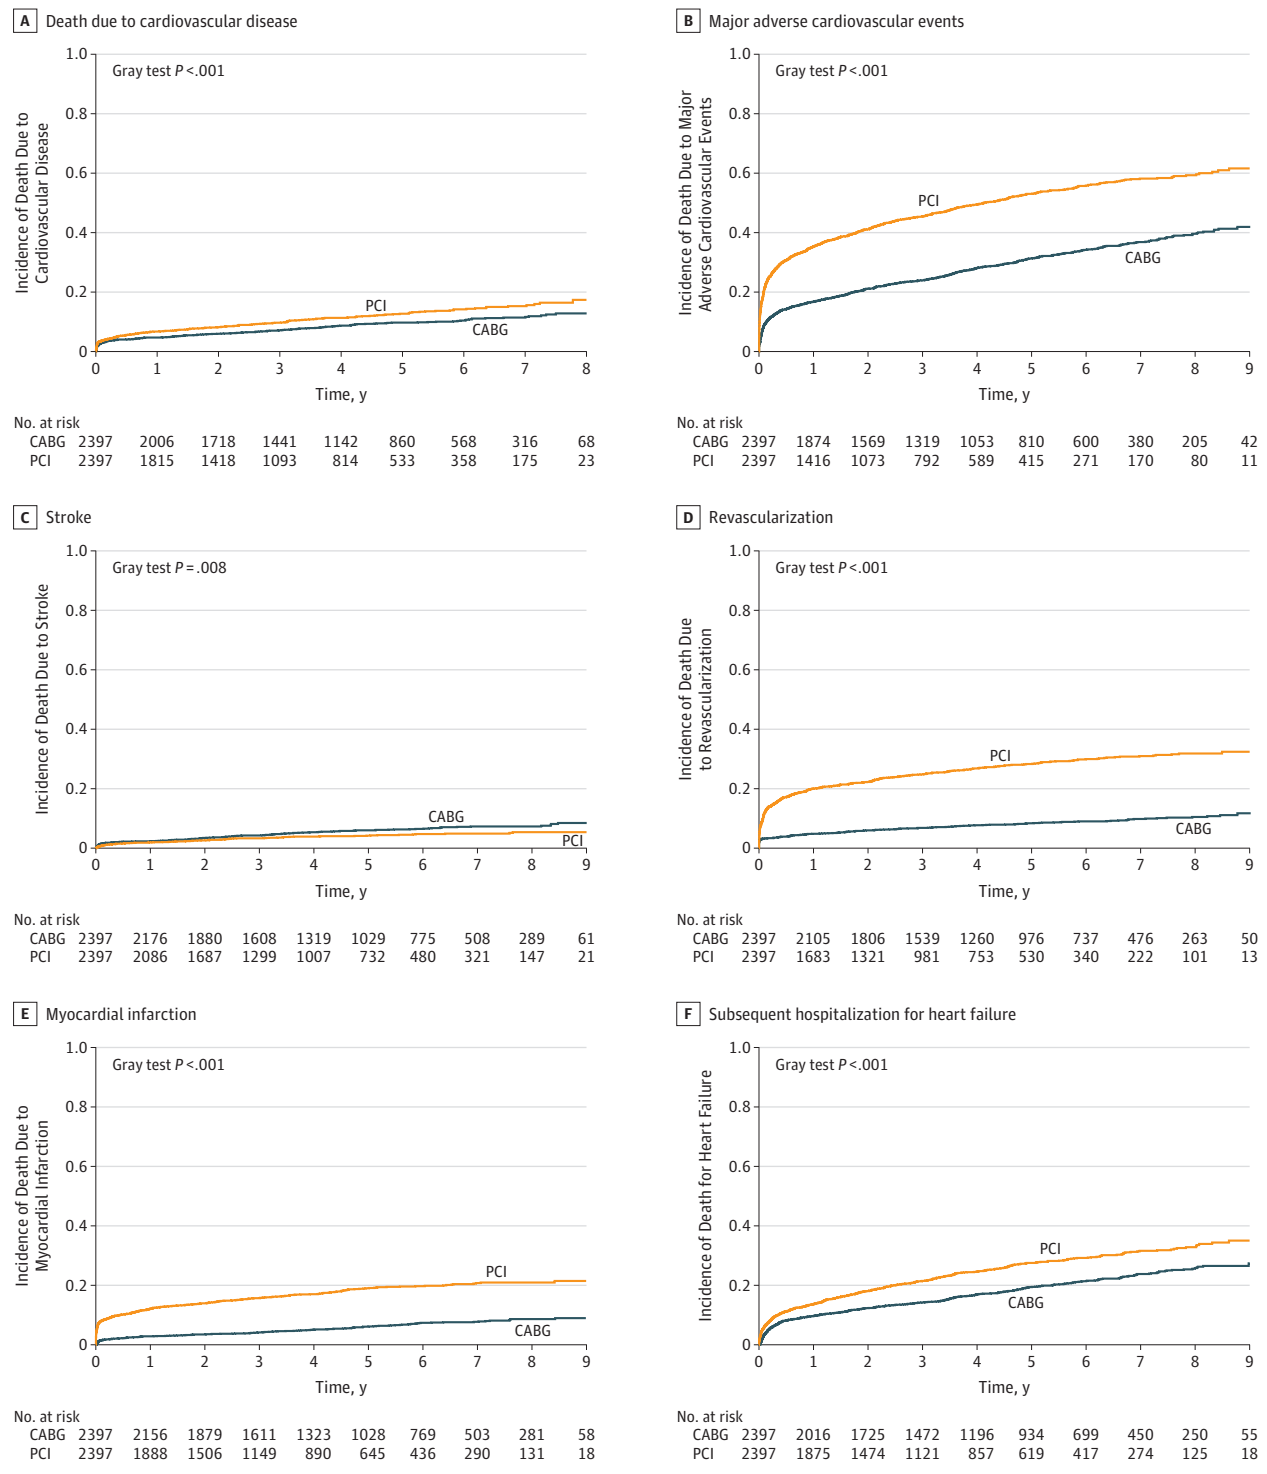 A Death due to cardiovascular disease
1.0
Gray test P <.001
0.8
0.6
0.4
0.2
0
Incidence of Death Due to
Cardiovascular Disease
PCI
CABG
0 1 2 3 4 5 6 7 8
Time, y
No. at risk
CABG 2397 2006 1718 1441 1142 860 568 316 68
PCI 2397 1815 1418 1093 814 533 358 175 23
B Major adverse cardiovascular events
1.0
Gray test P <.001
0.8
0.6
0.4
0.2
0
Incidence of Death Due to Major
Adverse Cardiovascular Events
PCI
CABG
0 1 2 3 4 5 6 7 8 9
Time, y
No. at risk
CABG 2397 1874 1569 1319 1053 810 600 380 205 42
PCI 2397 1416 1073 792 589 415 271 170 80 11
C Stroke
1.0
Gray test P = .008
0.8
0.6
0.4
0.2
0
Incidence of Death Due to Stroke
CABG
PCI
0 1 2 3 4 5 6 7 8 9
Time, y
No. at risk
CABG 2397 2176 1880 1608 1319 1029 775 508 289 61
PCI 2397 2086 1687 1299 1007 732 480 321 147 21
D Revascularization
1.0
Gray test P <.001
0.8
0.6
0.4
0.2
0
Incidence of Death Due
to Revascularization
PCI
CABG
0 1 2 3 4 5 6 7 8 9
Time, y
No. at risk
CABG 2397 2105 1806 1539 1260 976 737 476 263 50
PCI 2397 1683 1321 981 753 530 340 222 101 13
E Myocardial infarction
1.0
Gray test P <.001
0.8
0.6
0.4
0.2
0
Incidence of Death Due to
Myocardial Infarction
PCI
CABG
0 1 2 3 4 5 6 7 8 9
Time, y
No. at risk
CABG 2397 2156 1879 1611 1323 1028 769 503 281 58
PCI 2397 1888 1506 1149 890 645 436 290 131 18
F Subsequent hospitalization for heart failure
1.0
Gray test P <.001
0.8
0.6
0.4
0.2
0
Incidence of Death for Heart Failure
PCI
CABG
0 1 2 3 4 5 6 7 8 9
Time, y
No. at risk
CABG 2397 2016 1725 1472 1196 934 699 450 250 55
PCI 2397 1875 1474 1121 857 619 417 274 125 18